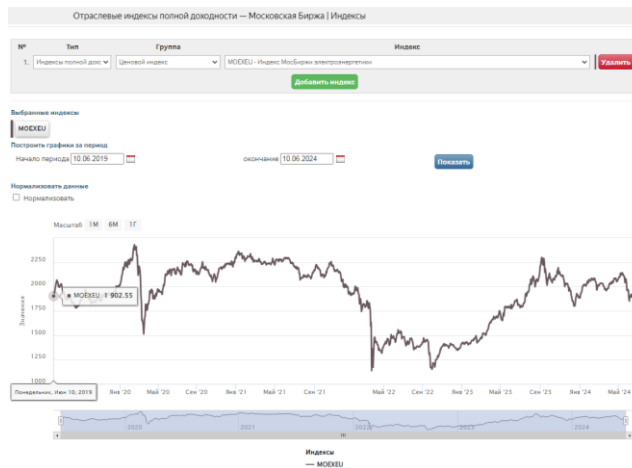 Отраслевые индексы полной доходности — Московская Биржа | Индексы
№ Тип Группа Индекс
1. Индексы полной дохо Ценовой индекс MOEXEU - Индекс МосБиржи электроэнергетики Удалить
Добавить индекс
Выбранные индексы
MOEXEU
Построить графики за период
Начало периода 10.06.2019 окончание 10.06.2024 Показать
Нормализовать данные
Нормализовать
Масштаб 1М 6М 1Г
2250
2000
1750
1500
1250
1000
Значения
MOEXEU 1 902.55
Понедельник, Июн 10, 2019
Янв '20 Май '20 Сен '20 Янв '21 Май '21 Сен '21 Май '22 Сен '22 Янв '23 Май '23 Сен '23 Янв '24 Май '24
2020 2021 2022 2023 2024
Индексы
MOEXEU